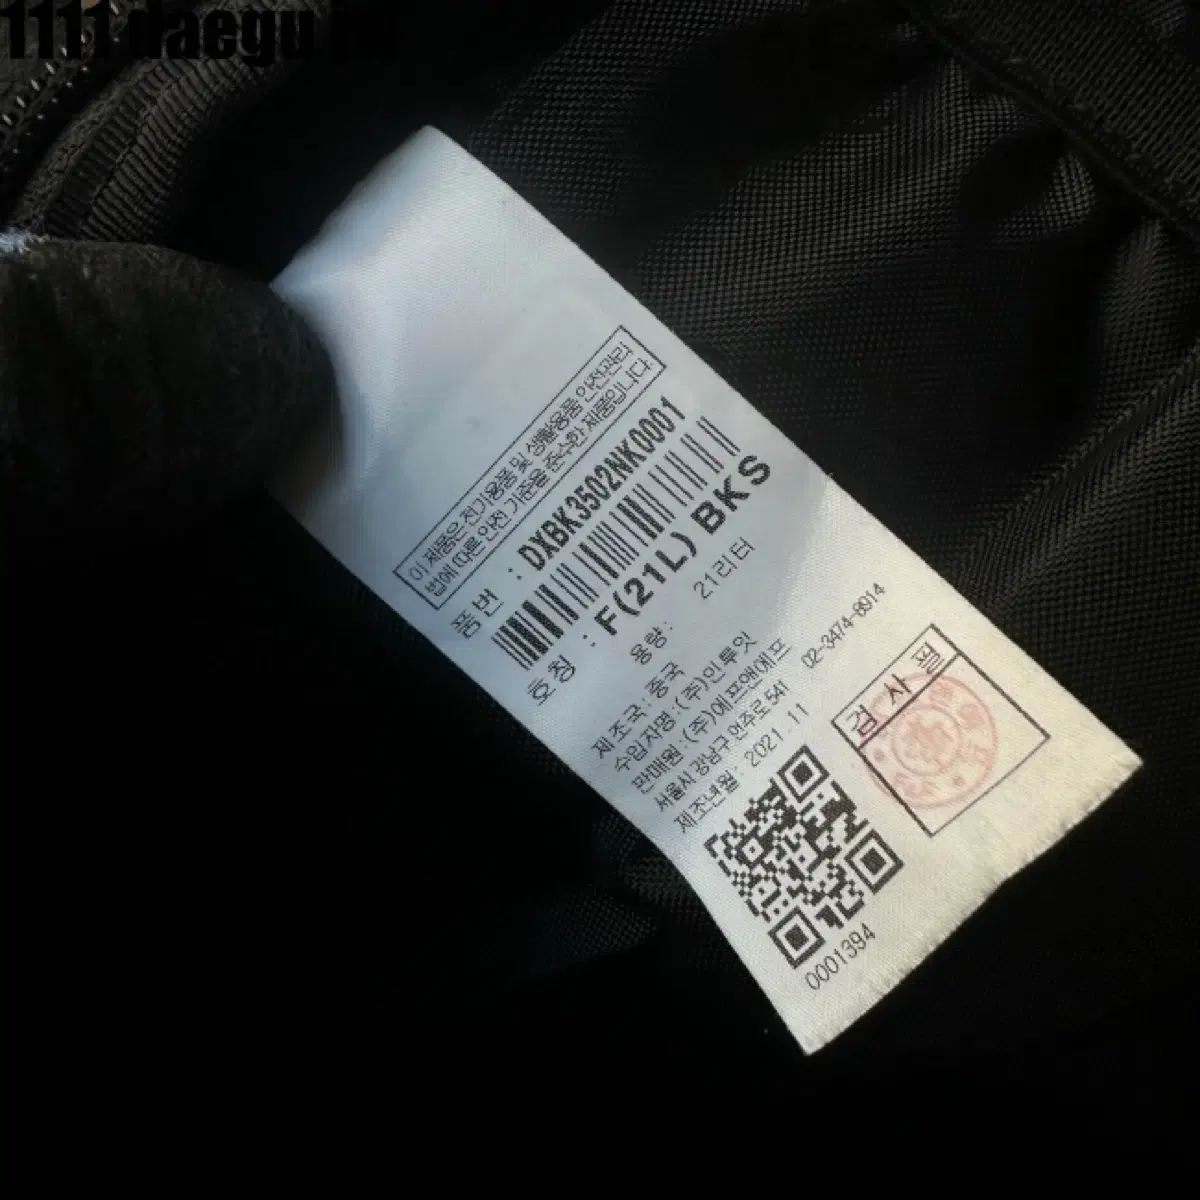 1111 daegu jw
이 제품은 전기용품 및 생활용품 안전관리
법에 따른 안전 기준을 준수한 제품입니다.
품번 : DXBK3502NK0001
호칭 : F(21L) BKS
용량: 21리터
제조국:중국
수입자명:(주)인투잇
판매원:(주)에프앤에프
서울시 강남구 언주로 541 02-3474-8914
제조년월: 2021.11
검사필
0001394